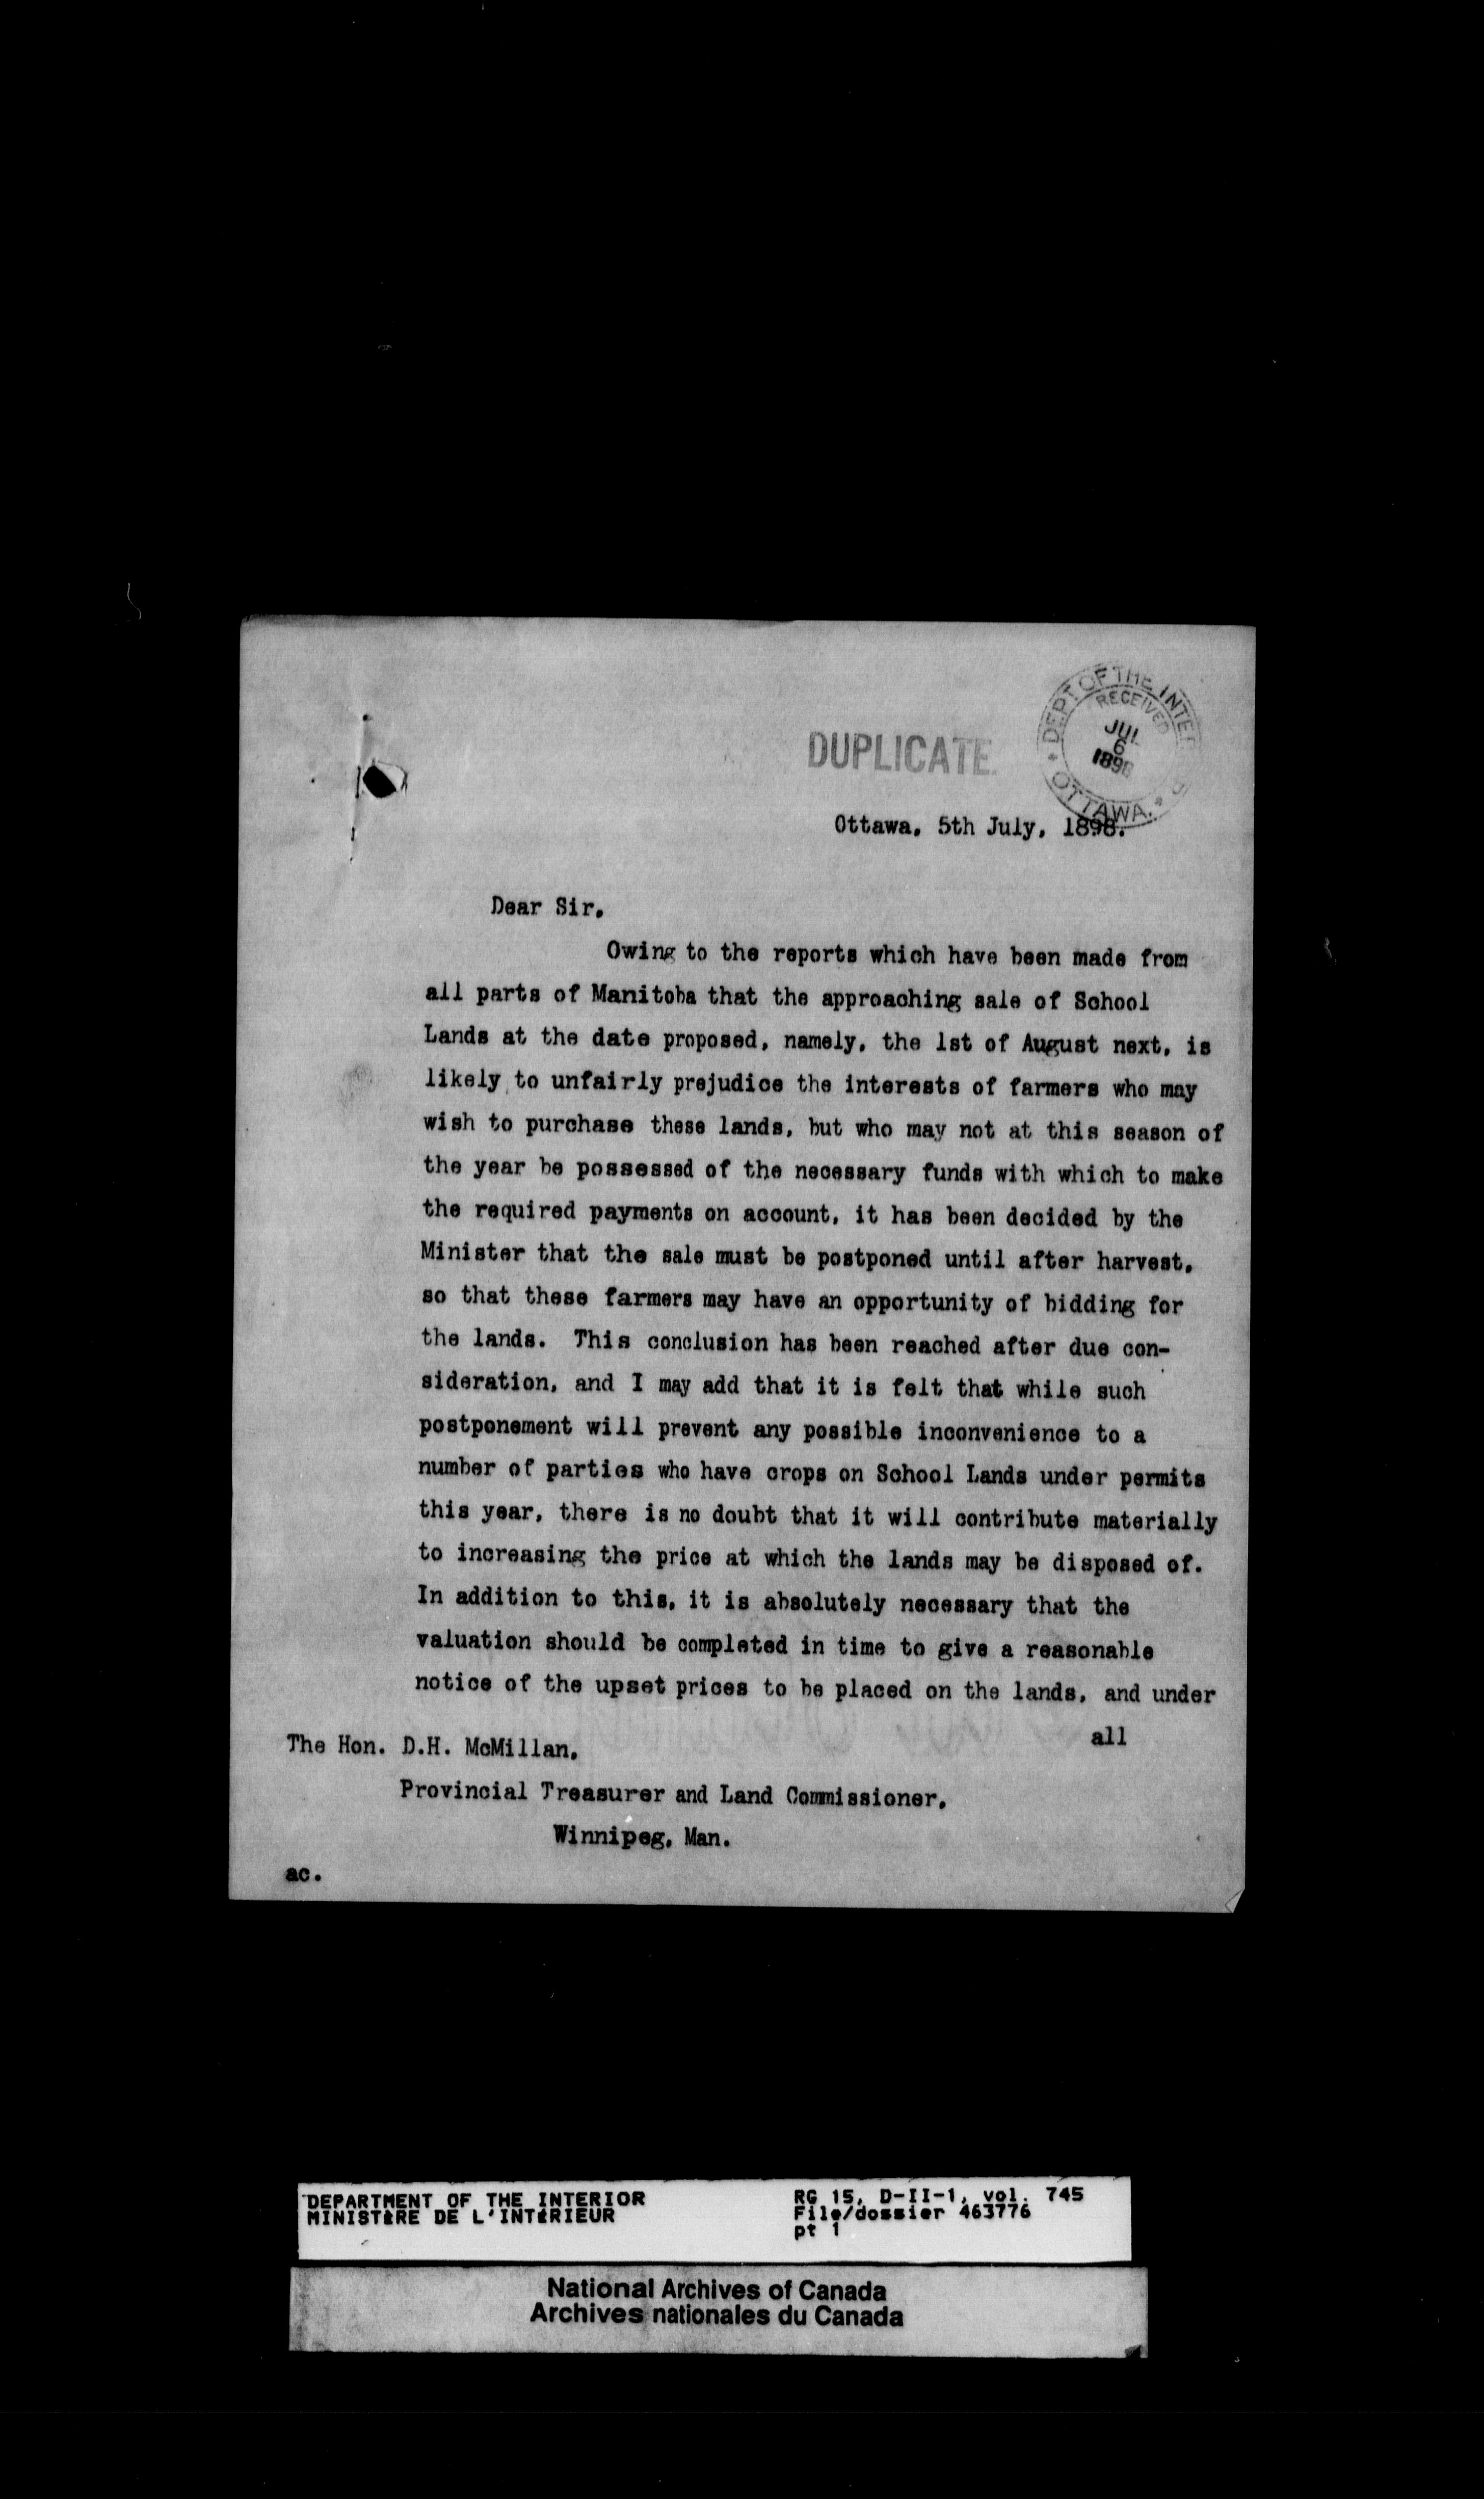 DEPT. OF THE INTE
RECEIVED
JUL
6
1898
OTTAWA.
DUPLICATE.
Ottawa, 5th July, 1898.
Dear Sir,
Owing to the reports which have been made from
all parts of Manitoba that the approaching sale of School
Lands at the date proposed, namely, the 1st of August next, is
likely to unfairly prejudice the interests of farmers who may
wish to purchase these lands, but who may not at this season of
the year be possessed of the necessary funds with which to make
the required payments on account, it has been decided by the
Minister that the sale must be postponed until after harvest,
so that these farmers may have an opportunity of bidding for
the lands. This conclusion has been reached after due con-
sideration, and I may add that it is felt that while such
postponement will prevent any possible inconvenience to a
number of parties who have crops on School Lands under permits
this year, there is no doubt that it will contribute materially
to increasing the price at which the lands may be disposed of.
In addition to this, it is absolutely necessary that the
valuation should be completed in time to give a reasonable
notice of the upset prices to be placed on the lands, and under
all
The Hon. D.H. McMillan,
Provincial Treasurer and Land Commissioner,
Winnipeg, Man.
ac.
DEPARTMENT OF THE INTERIOR
MINISTÈRE DE L'INTÉRIEUR
RG 15, D-II-1, vol. 745
File/dossier 463776
pt 1
National Archives of Canada
Archives nationales du Canada